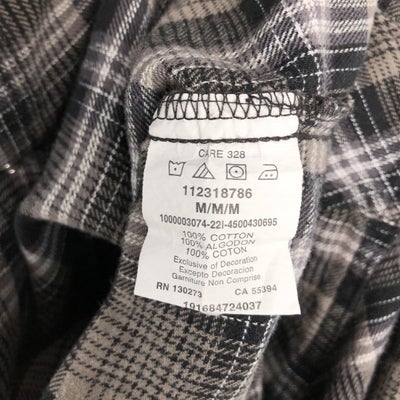 CARE 328
112318786
M/M/M
1000003074-22I-4500430695
100% COTTON
100% ALGODON
100% COTON
Exclusive of Decoration
Excepto Decoracion
Garniture Non Comprise
RN 130273 CA 55394
191684724037